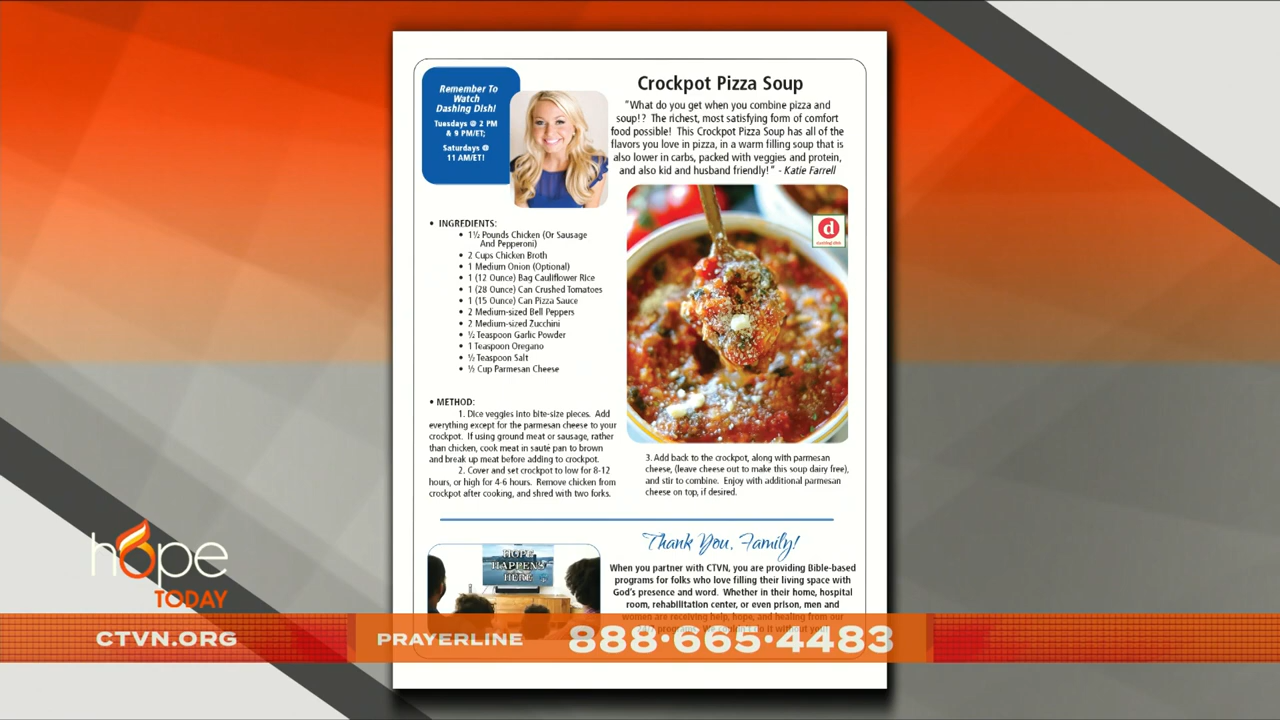 Remember To
Watch
Dashing Dish!
Tuesdays @ 2 PM
& 9 PM/ET;
Saturdays @
11 AM/ET!
Crockpot Pizza Soup
"What do you get when you combine pizza and
soup!? The richest, most satisfying form of comfort
food possible! This Crockpot Pizza Soup has all of the
flavors you love in pizza, in a warm filling soup that is
also lower in carbs, packed with veggies and protein,
and also kid and husband friendly!" - Katie Farrell
d
dashing dish
• INGREDIENTS:
• 1½ Pounds Chicken (Or Sausage
And Pepperoni)
• 2 Cups Chicken Broth
• 1 Medium Onion (Optional)
• 1 (12 Ounce) Bag Cauliflower Rice
• 1 (28 Ounce) Can Crushed Tomatoes
• 1 (15 Ounce) Can Pizza Sauce
• 2 Medium-sized Bell Peppers
• 2 Medium-sized Zucchini
• ½ Teaspoon Garlic Powder
• 1 Teaspoon Oregano
• ½ Teaspoon Salt
• ½ Cup Parmesan Cheese
• METHOD:
1. Dice veggies into bite-size pieces. Add
everything except for the parmesan cheese to your
crockpot. If using ground meat or sausage, rather
than chicken, cook meat in sauté pan to brown
and break up meat before adding to crockpot.
2. Cover and set crockpot to low for 8-12
hours, or high for 4-6 hours. Remove chicken from
crockpot after cooking, and shred with two forks.
3. Add back to the crockpot, along with parmesan
cheese, (leave cheese out to make this soup dairy free),
and stir to combine. Enjoy with additional parmesan
cheese on top, if desired.
HOPE
HAPPENS
HERE
Thank You, Family!
When you partner with CTVN, you are providing Bible-based
programs for folks who love filling their living space with
God's presence and word. Whether in their home, hospital
room, rehabilitation center, or even prison, men and
women are receiving help, hope, and healing from our
hope
TODAY
CTVN.ORG
PRAYERLINE
888·665·4483